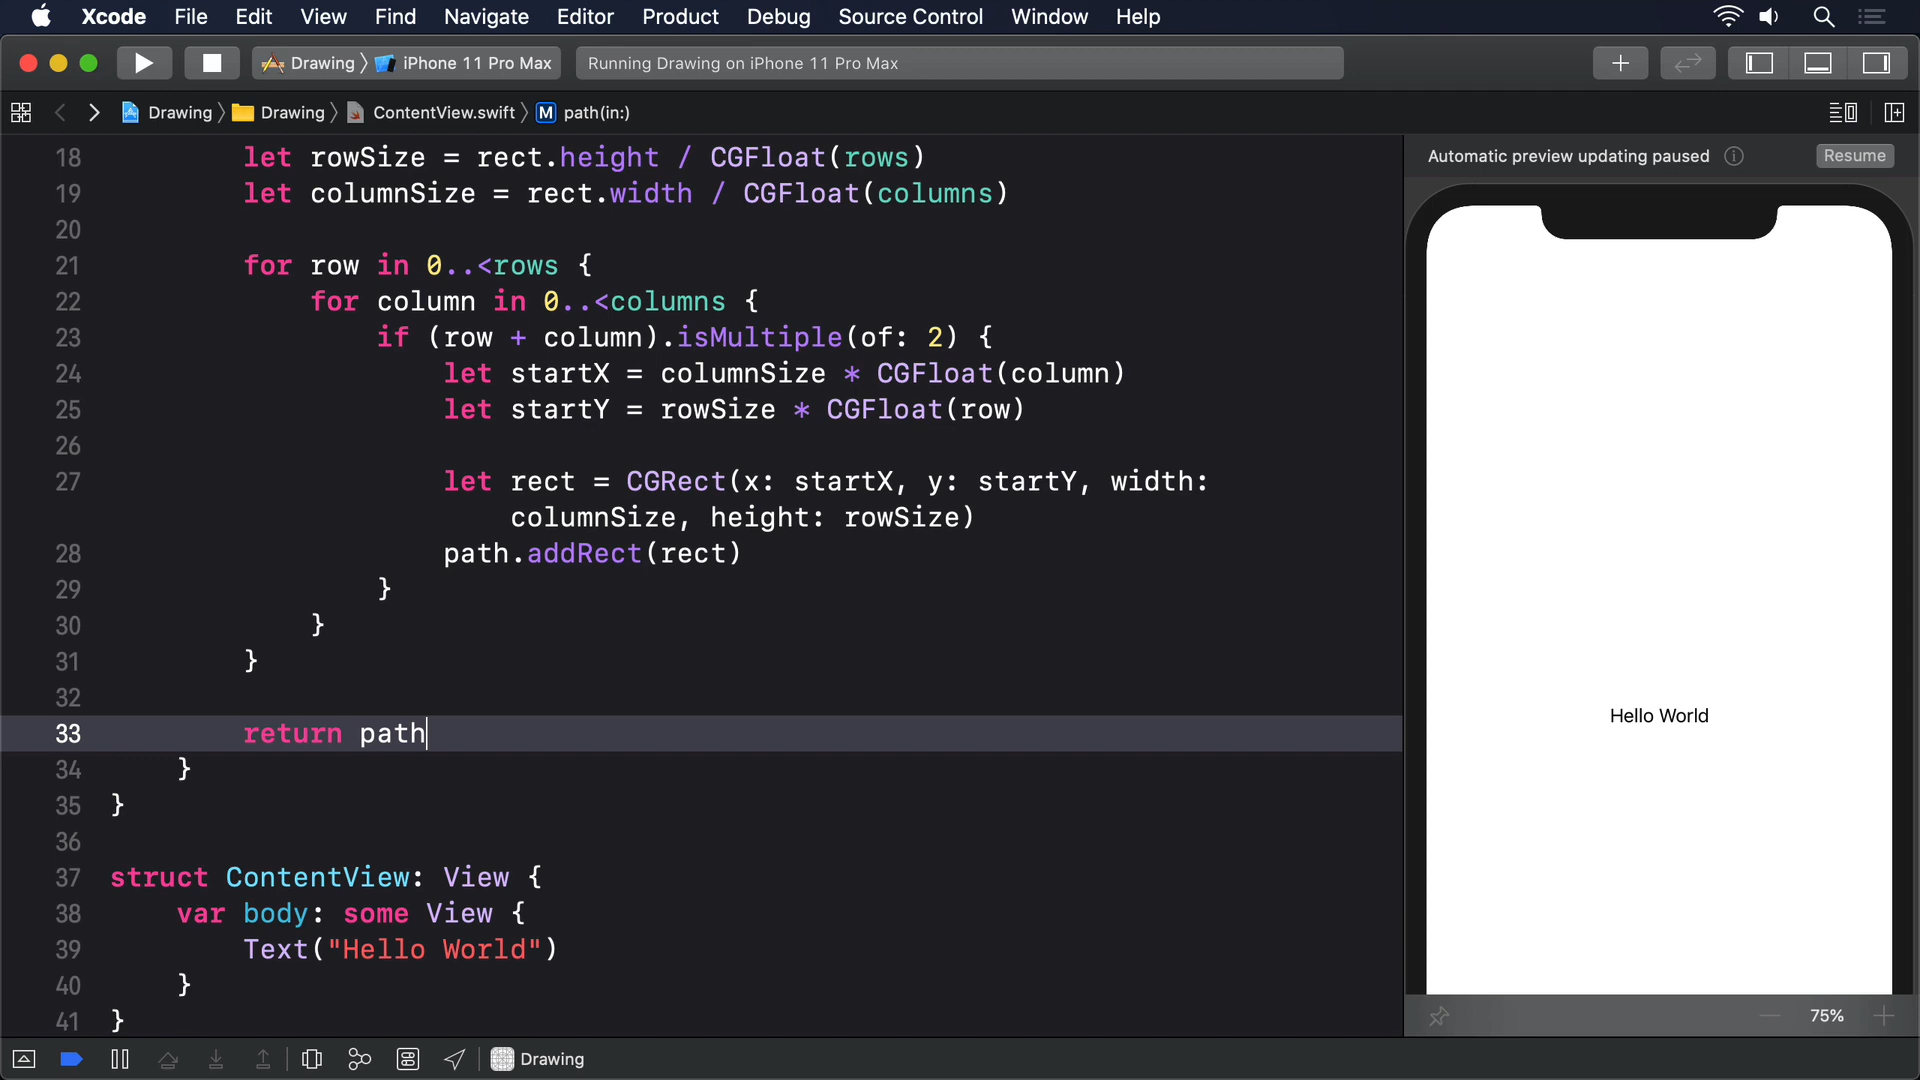 Xcode File Edit View Find Navigate Editor Product Debug Source Control Window Help
Drawing iPhone 11 Pro Max Running Drawing on iPhone 11 Pro Max
Drawing Drawing ContentView.swift M path(in:)
18 let rowSize = rect.height / CGFloat(rows)
19 let columnSize = rect.width / CGFloat(columns)
20
21 for row in 0..<rows {
22 for column in 0..<columns {
23 if (row + column).isMultiple(of: 2) {
24 let startX = columnSize * CGFloat(column)
25 let startY = rowSize * CGFloat(row)
26
27 let rect = CGRect(x: startX, y: startY, width:
columnSize, height: rowSize)
28 path.addRect(rect)
29 }
30 }
31 }
32
33 return path
34 }
35 }
36
37 struct ContentView: View {
38 var body: some View {
39 Text("Hello World")
40 }
41 }
Automatic preview updating paused Resume
Hello World
75%
Drawing